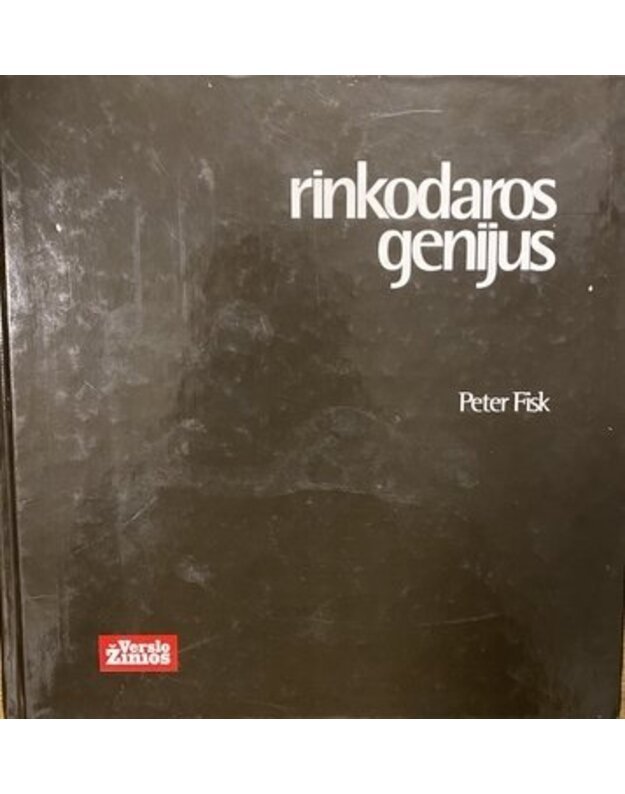 rinkodaros
genijus
Peter Fisk
Verslo
Žinios